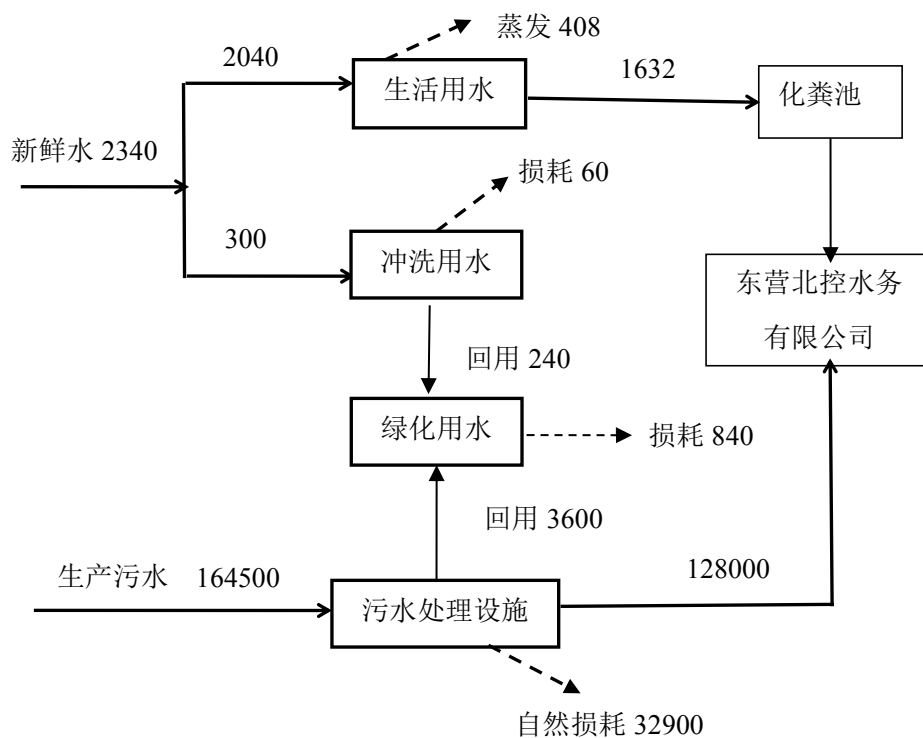 蒸发 408
2040
1632
生活用水
化粪池
新鲜水 2340
损耗 60
300
冲洗用水
东营北控水务
有限公司
回用 240
绿化用水
损耗 840
回用 3600
生产污水 164500
128000
污水处理设施
自然损耗 32900